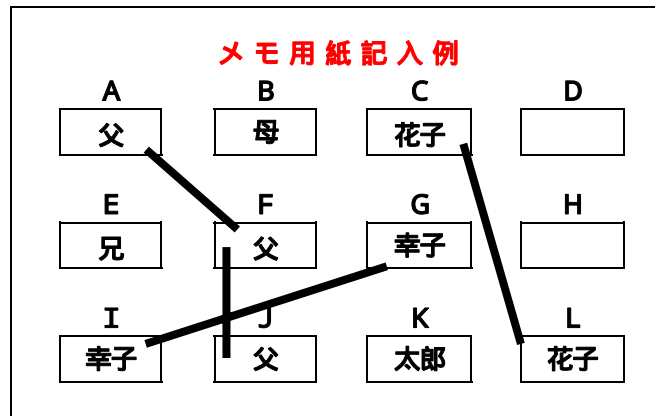 メモ用紙記入例
A B C D
父 母 花子
E F G H
兄 父 幸子
I J K L
幸子 父 太郎 花子